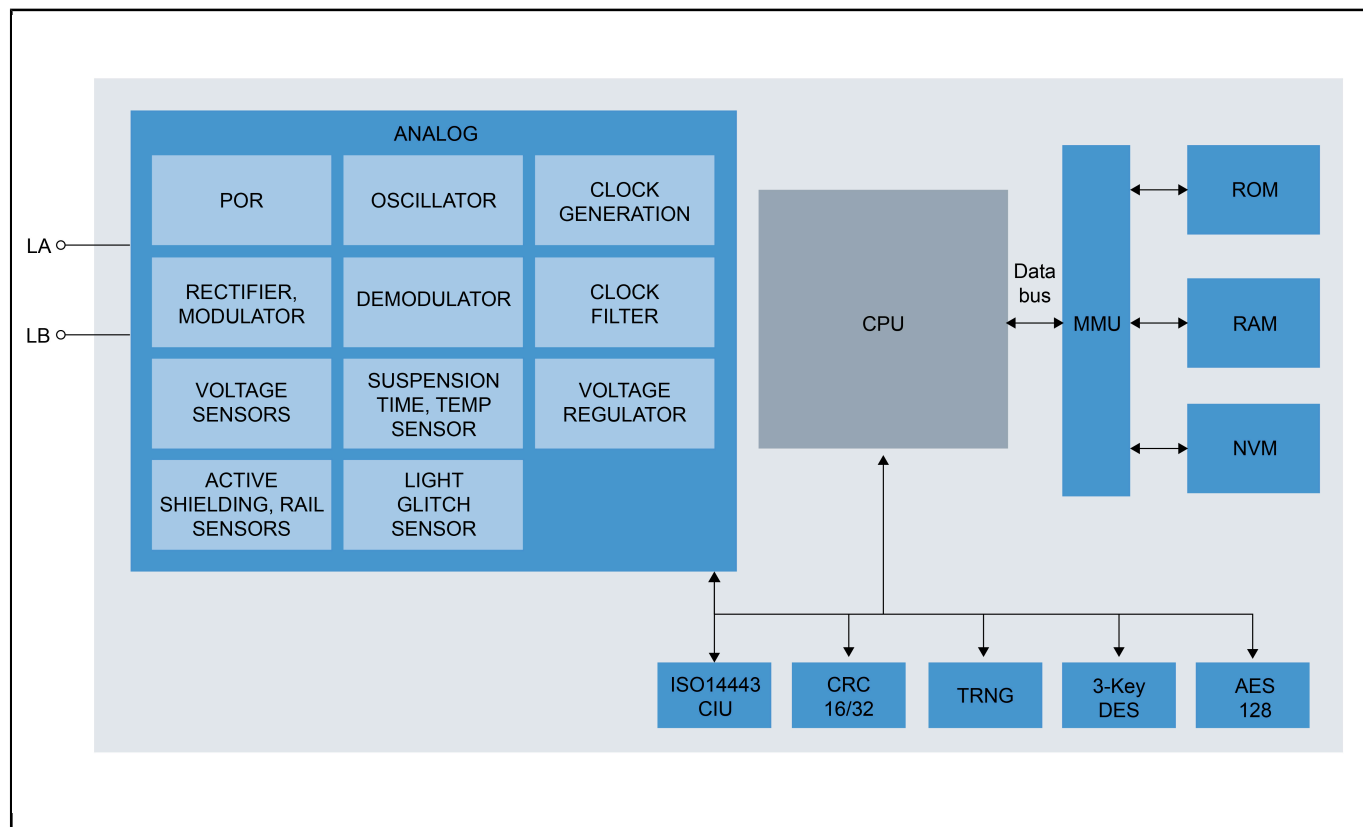 ANALOG
POR
OSCILLATOR
CLOCK
GENERATION
LA
RECTIFIER,
MODULATOR
DEMODULATOR
CLOCK
FILTER
LB
VOLTAGE
SENSORS
SUSPENSION
TIME, TEMP
SENSOR
VOLTAGE
REGULATOR
ACTIVE
SHIELDING, RAIL
SENSORS
LIGHT
GLITCH
SENSOR
CPU
Data
bus
MMU
ROM
RAM
NVM
ISO14443
CIU
CRC
16/32
TRNG
3-Key
DES
AES
128